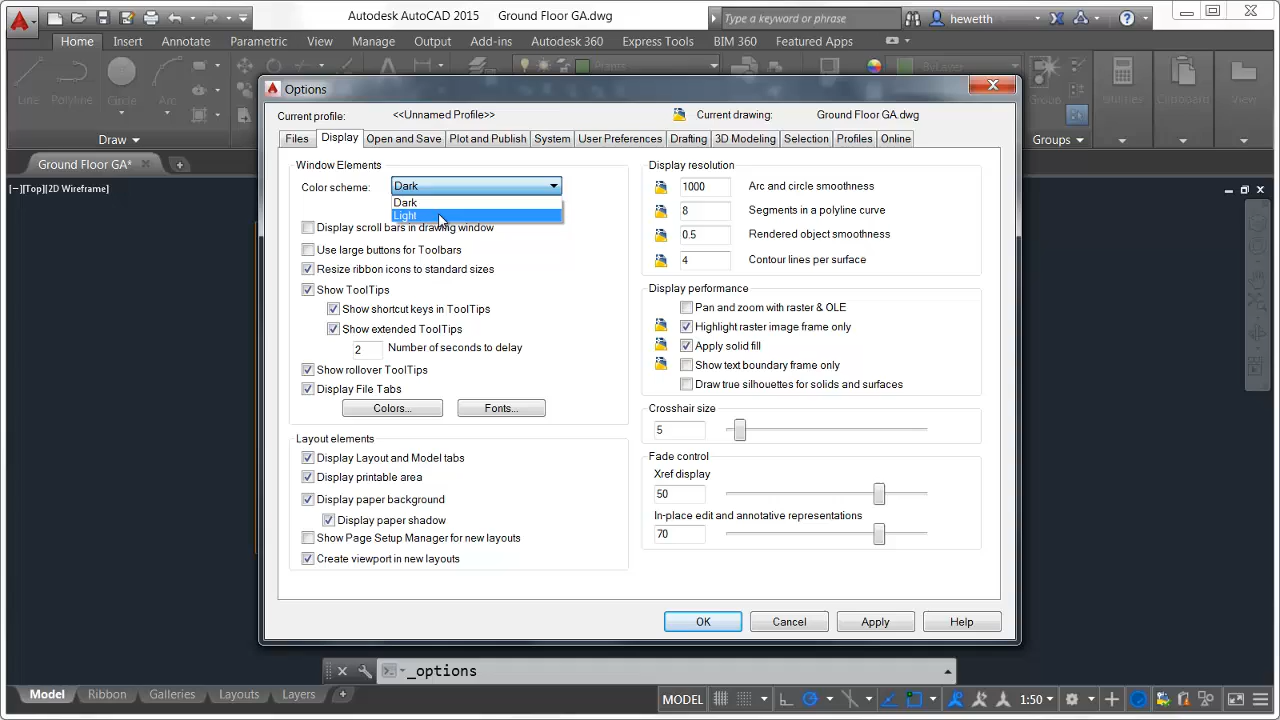 Autodesk AutoCAD 2015 Ground Floor GA.dwg
Type a keyword or phrase
hewetth
Home Insert Annotate Parametric View Manage Output Add-ins Autodesk 360 Express Tools BIM 360 Featured Apps
Line Polyline Circle Arc
Group Utilities Clipboard View
ByLayer
Draw
Groups
Ground Floor GA*
[−][Top][2D Wireframe]
Options
Current profile: <<Unnamed Profile>> Current drawing: Ground Floor GA.dwg
Files Display Open and Save Plot and Publish System User Preferences Drafting 3D Modeling Selection Profiles Online
Window Elements
Color scheme: Dark
Dark
Light
Display scroll bars in drawing window
Use large buttons for Toolbars
Resize ribbon icons to standard sizes
Show ToolTips
Show shortcut keys in ToolTips
Show extended ToolTips
2 Number of seconds to delay
Show rollover ToolTips
Display File Tabs
Colors... Fonts...
Layout elements
Display Layout and Model tabs
Display printable area
Display paper background
Display paper shadow
Show Page Setup Manager for new layouts
Create viewport in new layouts
Display resolution
1000 Arc and circle smoothness
8 Segments in a polyline curve
0.5 Rendered object smoothness
4 Contour lines per surface
Display performance
Pan and zoom with raster & OLE
Highlight raster image frame only
Apply solid fill
Show text boundary frame only
Draw true silhouettes for solids and surfaces
Crosshair size
5
Fade control
Xref display
50
In-place edit and annotative representations
70
OK Cancel Apply Help
_options
Model Ribbon Galleries Layouts Layers
MODEL 1:50